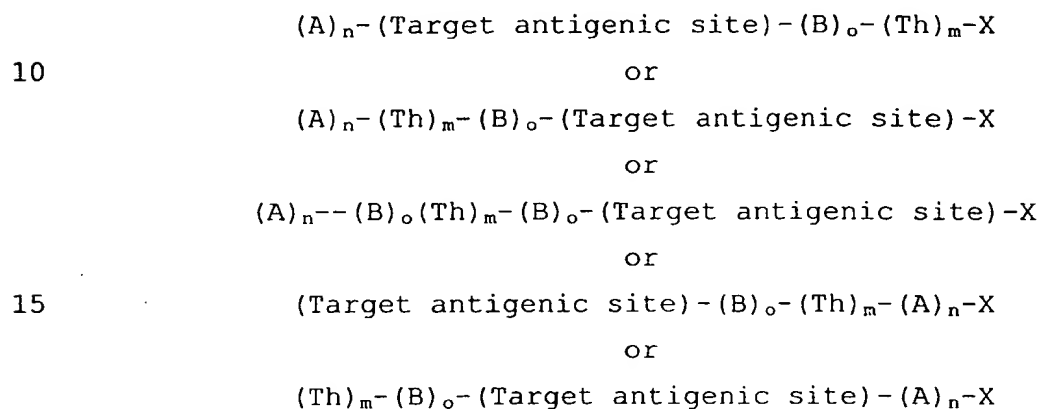 (A)n-(Target antigenic site)-(B)o-(Th)m-X
10 or
(A)n-(Th)m-(B)o-(Target antigenic site)-X
or
(A)n--(B)o(Th)m-(B)o-(Target antigenic site)-X
or
15 (Target antigenic site)-(B)o-(Th)m-(A)n-X
or
(Th)m-(B)o-(Target antigenic site)-(A)n-X